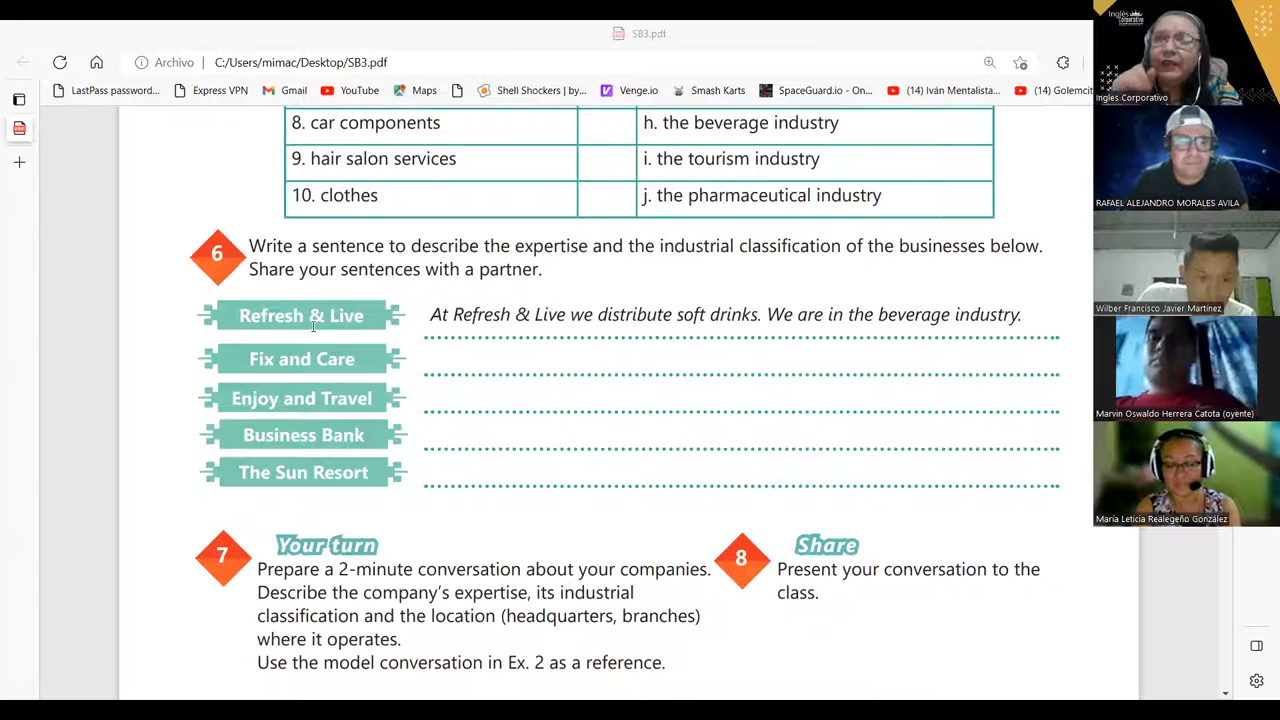 SB3.pdf
Archivo
C:/Users/mimac/Desktop/SB3.pdf
LastPass password...
Express VPN
Gmail
YouTube
Maps
Shell Shockers | by...
Venge.io
Smash Karts
SpaceGuard.io - On...
(14) Iván Mentalista...
(14) Golemcit
8. car components
h. the beverage industry
9. hair salon services
i. the tourism industry
10. clothes
j. the pharmaceutical industry
6
Write a sentence to describe the expertise and the industrial classification of the businesses below.
Share your sentences with a partner.
Refresh & Live
At Refresh & Live we distribute soft drinks. We are in the beverage industry.
Fix and Care
Enjoy and Travel
Business Bank
The Sun Resort
7
Your turn
Prepare a 2-minute conversation about your companies.
Describe the company's expertise, its industrial
classification and the location (headquarters, branches)
where it operates.
Use the model conversation in Ex. 2 as a reference.
8
Share
Present your conversation to the
class.
Inglés
Corporativo
Ingles Corporativo
RAFAEL ALEJANDRO MORALES AVILA
Wilber Francisco Javier Martínez
Marvin Oswaldo Herrera Catota (oyente)
María Leticia Realegeño González